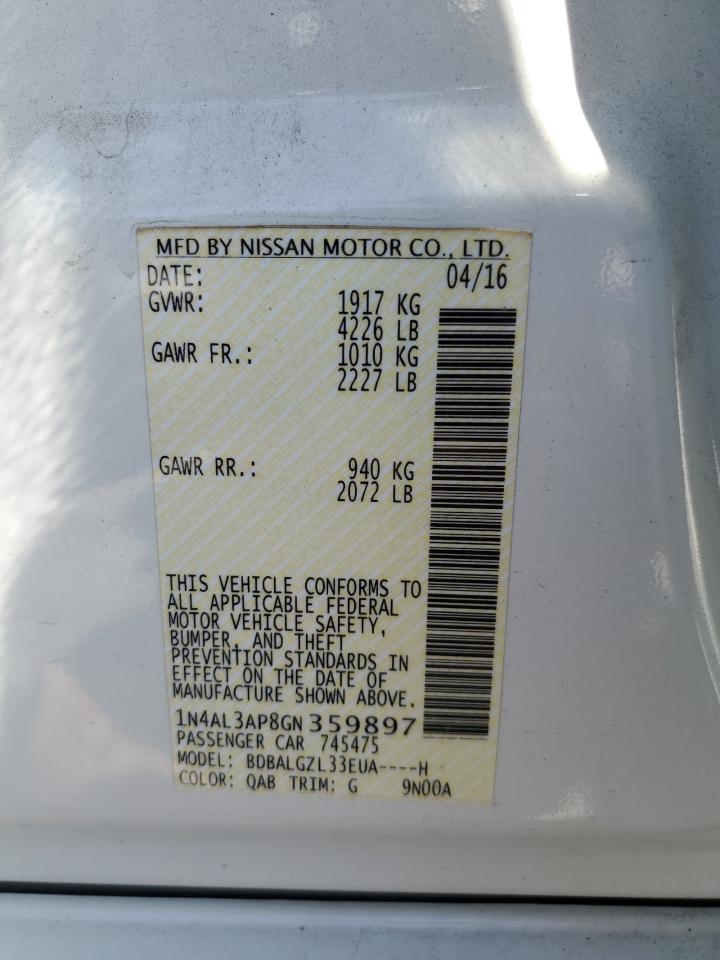 MFD BY NISSAN MOTOR CO., LTD.
DATE: 04/16
GVWR: 1917 KG
4226 LB
GAWR FR.: 1010 KG
2227 LB
GAWR RR.: 940 KG
2072 LB
THIS VEHICLE CONFORMS TO
ALL APPLICABLE FEDERAL
MOTOR VEHICLE SAFETY,
BUMPER, AND THEFT
PREVENTION STANDARDS IN
EFFECT ON THE DATE OF
MANUFACTURE SHOWN ABOVE.
1N4AL3AP8GN359897
PASSENGER CAR 745475
MODEL: BDBALGZL33EUA----H
COLOR: QAB TRIM: G 9N00A